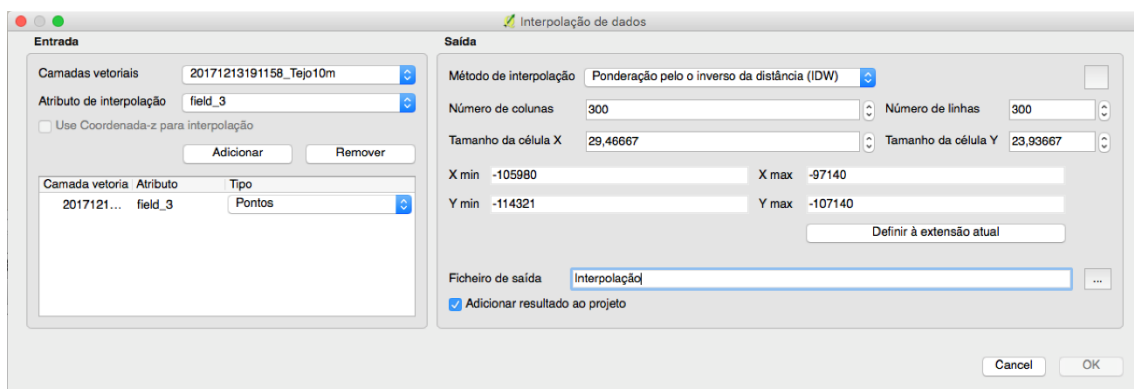 Interpolação de dados
Entrada
Camadas vetoriais 20171213191158_Tejo10m
Atributo de interpolação field_3
Use Coordenada-z para interpolação
Adicionar Remover
Camada vetoria Atributo Tipo
2017121... field_3 Pontos
Saída
Método de interpolação Ponderação pelo o inverso da distância (IDW)
Número de colunas 300 Número de linhas 300
Tamanho da célula X 29,46667 Tamanho da célula Y 23,93667
X min -105980 X max -97140
Y min -114321 Y max -107140
Definir à extensão atual
Ficheiro de saída Interpolação
...
Adicionar resultado ao projeto
Cancel OK